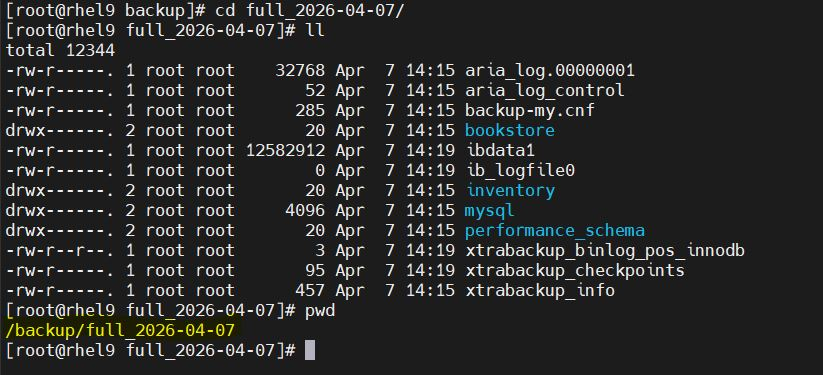 [root@rhel9 backup]# cd full_2026-04-07/
[root@rhel9 full_2026-04-07]# ll
total 12344
-rw-r-----. 1 root root    32768 Apr  7 14:15 aria_log.00000001
-rw-r-----. 1 root root       52 Apr  7 14:15 aria_log_control
-rw-r-----. 1 root root      285 Apr  7 14:15 backup-my.cnf
drwx------. 2 root root       20 Apr  7 14:15 bookstore
-rw-r-----. 1 root root 12582912 Apr  7 14:19 ibdata1
-rw-r-----. 1 root root        0 Apr  7 14:19 ib_logfile0
drwx------. 2 root root       20 Apr  7 14:15 inventory
drwx------. 2 root root     4096 Apr  7 14:15 mysql
drwx------. 2 root root       20 Apr  7 14:15 performance_schema
-rw-r--r--. 1 root root        3 Apr  7 14:19 xtrabackup_binlog_pos_innodb
-rw-r-----. 1 root root       95 Apr  7 14:19 xtrabackup_checkpoints
-rw-r-----. 1 root root      457 Apr  7 14:15 xtrabackup_info
[root@rhel9 full_2026-04-07]# pwd
/backup/full_2026-04-07
[root@rhel9 full_2026-04-07]#